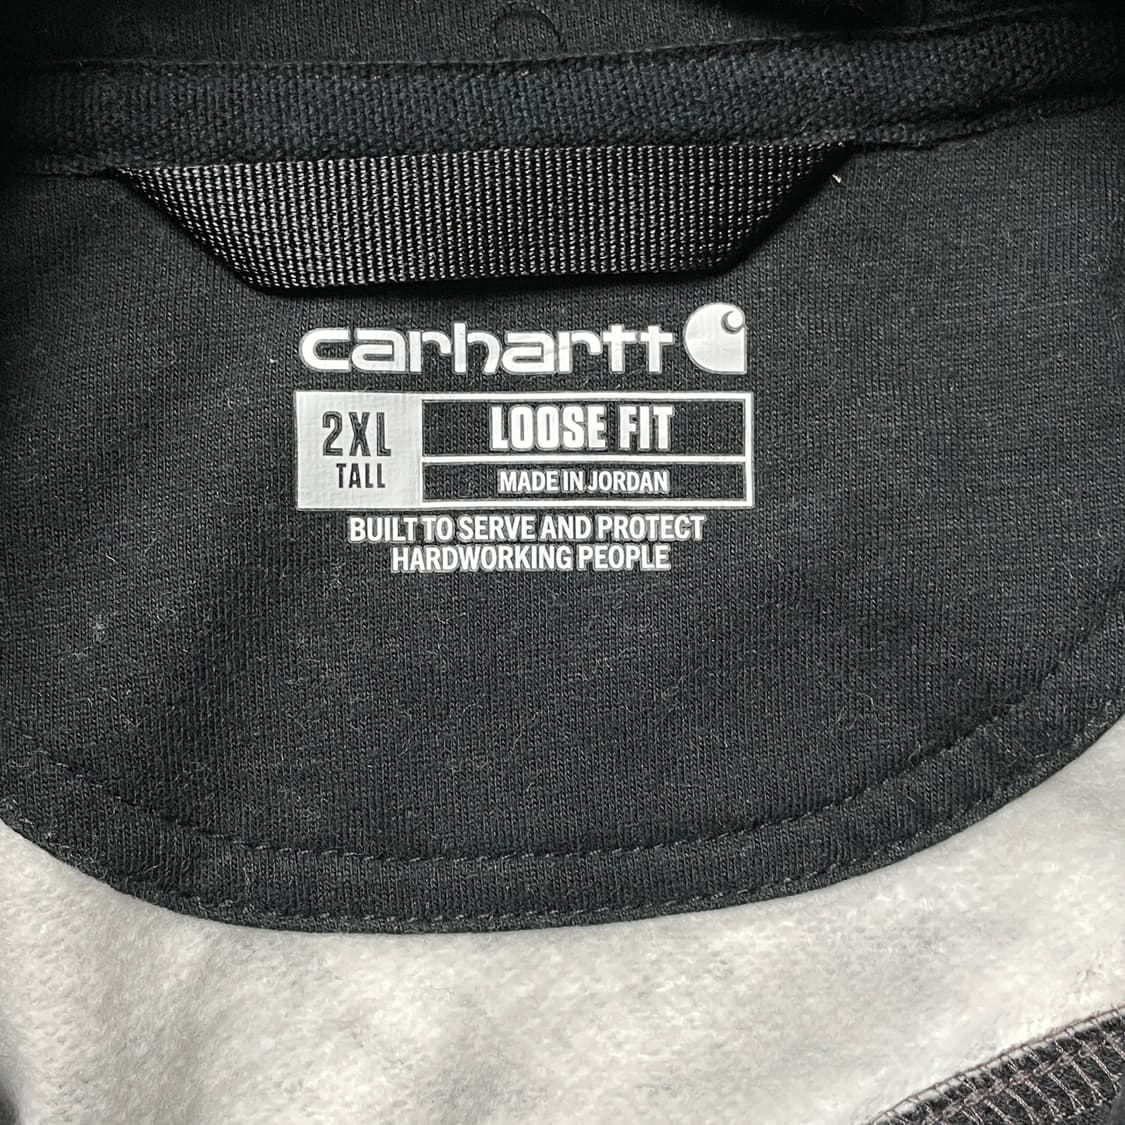 carhartt
2XL
TALL
LOOSE FIT
MADE IN JORDAN
BUILT TO SERVE AND PROTECT
HARDWORKING PEOPLE